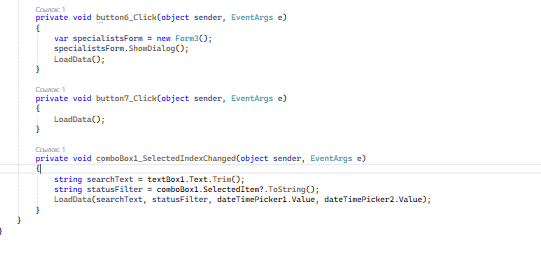 Ссылок: 1
private void button6_Click(object sender, EventArgs e)
{
var specialistsForm = new Form3();
specialistsForm.ShowDialog();
LoadData();
}
Ссылок: 1
private void button7_Click(object sender, EventArgs e)
{
LoadData();
}
Ссылок: 1
private void comboBox1_SelectedIndexChanged(object sender, EventArgs e)
{
string searchText = textBox1.Text.Trim();
string statusFilter = comboBox1.SelectedItem?.ToString();
LoadData(searchText, statusFilter, dateTimePicker1.Value, dateTimePicker2.Value);
}
}
}